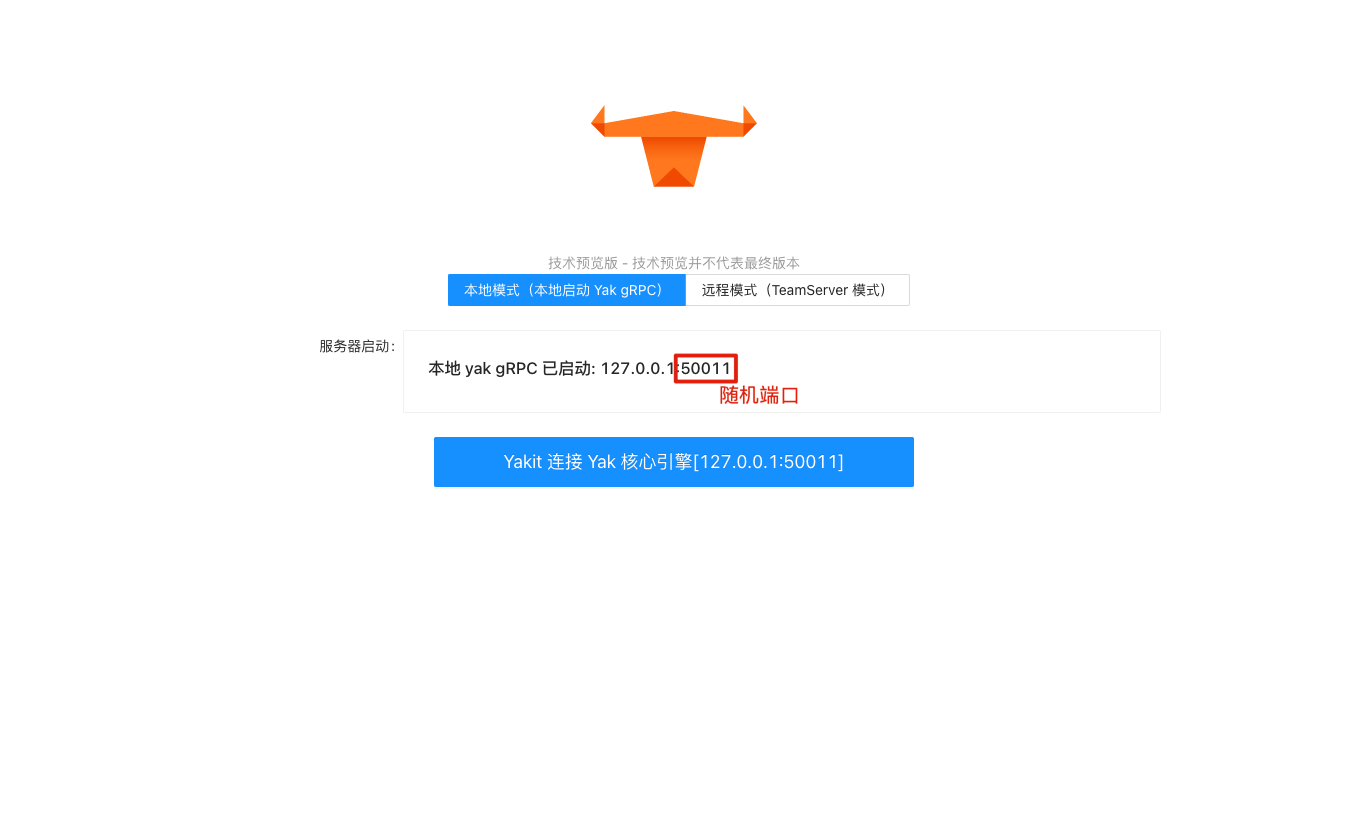 技术预览版 - 技术预览并不代表最终版本
本地模式（本地启动 Yak gRPC） 远程模式（TeamServer 模式）
服务器启动：
本地 yak gRPC 已启动: 127.0.0.1:50011
随机端口
Yakit 连接 Yak 核心引擎[127.0.0.1:50011]